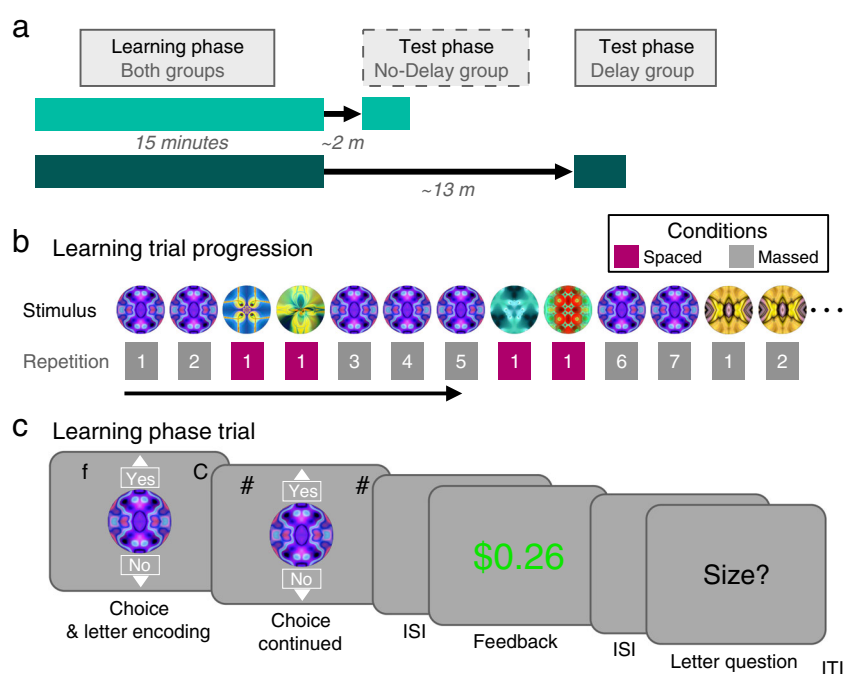 a
Learning phase
Both groups
Test phase
No-Delay group
Test phase
Delay group
15 minutes
~2 m
~13 m
b Learning trial progression
Conditions
Spaced Massed
Stimulus
Repetition 1 2 1 1 3 4 5 1 1 6 7 1 2
c Learning phase trial
f C
Yes
No
Choice
& letter encoding
# #
Yes
No
Choice
continued
ISI
$0.26
Feedback
ISI
Size?
Letter question
ITI